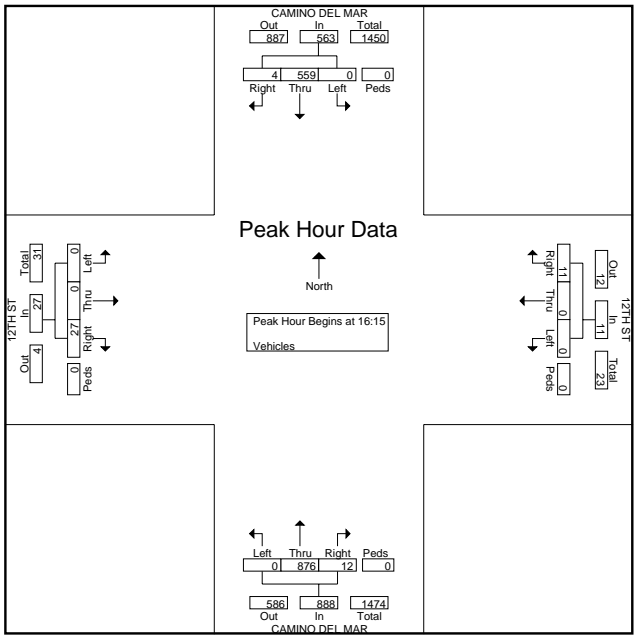 CAMINO DEL MAR
Out In Total
887 563 1450
4 559 0 0
Right Thru Left Peds
Peak Hour Data
North
Peak Hour Begins at 16:15
Vehicles
12TH ST
Total In Out
31 27 4
0 0 27 0
Left Thru Right Peds
12TH ST
Out In Total
12 11 23
11 0 0 0
Right Thru Left Peds
Left Thru Right Peds
0 876 12 0
586 888 1474
Out In Total
CAMINO DEL MAR